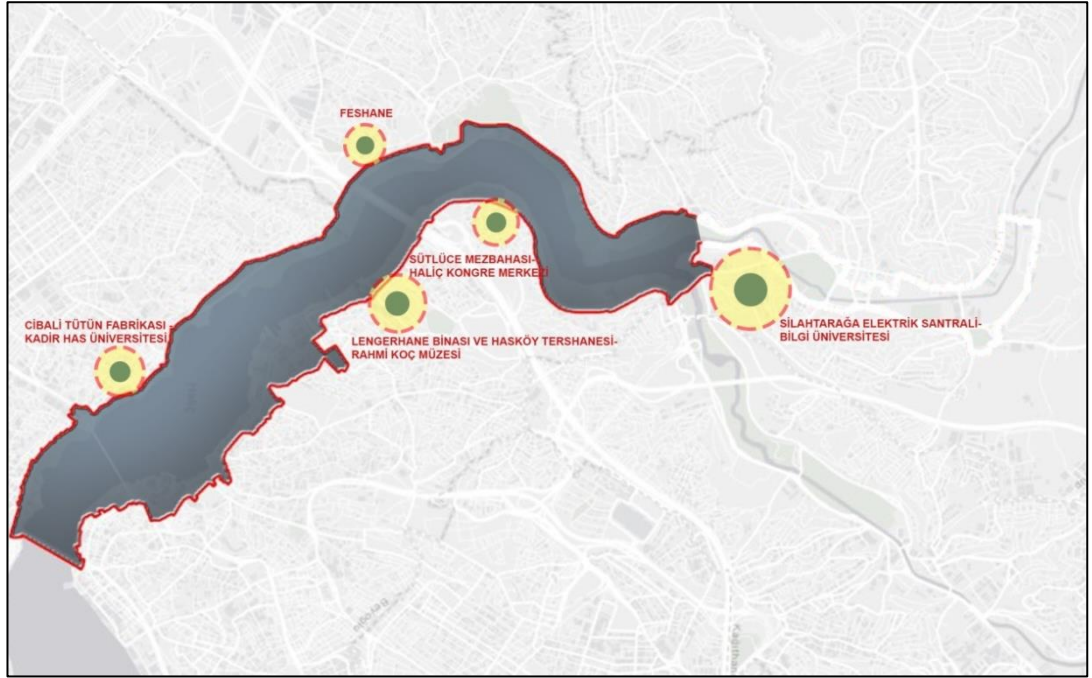 FESHANE
SÜTLÜCE MEZBAHASI-
HALİÇ KONGRE MERKEZİ
CİBALİ TÜTÜN FABRİKASI -
KADİR HAS ÜNİVERSİTESİ
LENGERHANE BİNASI VE HASKÖY TERSHANESİ-
RAHMİ KOÇ MÜZESİ
SİLAHTARAĞA ELEKTRİK SANTRALİ-
BİLGİ ÜNİVERSİTESİ
Beyoğlu